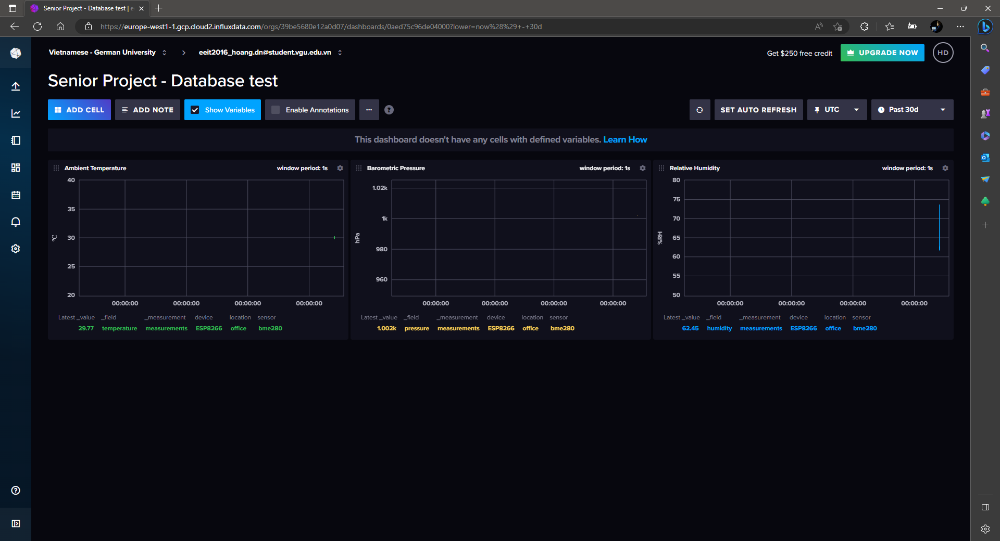 Senior Project - Database test | e
https://europe-west1-1.gcp.cloud2.influxdata.com/orgs/39be5680e12a0d07/dashboards/0aed75c96de04000?lower=now%28%29+-+30d
Vietnamese - German University
eeit2016_hoang.dn@student.vgu.edu.vn
Get $250 free credit
UPGRADE NOW
HD
Senior Project - Database test
ADD CELL
ADD NOTE
Show Variables
Enable Annotations
SET AUTO REFRESH
UTC
Past 30d
This dashboard doesn't have any cells with defined variables. Learn How
Ambient Temperature
window period: 1s
40
35
30
25
20
°C
00:00:00 00:00:00 00:00:00 00:00:00
Latest _value _field _measurement device location sensor
29.77 temperature measurements ESP8266 office bme280
Barometric Pressure
window period: 1s
1.02k
1k
980
960
hPa
00:00:00 00:00:00 00:00:00 00:00:00
Latest _value _field _measurement device location sensor
1.002k pressure measurements ESP8266 office bme280
Relative Humidity
window period: 1s
80
75
70
65
60
55
50
%RH
00:00:00 00:00:00 00:00:00 00:00:00
Latest _value _field _measurement device location sensor
62.45 humidity measurements ESP8266 office bme280